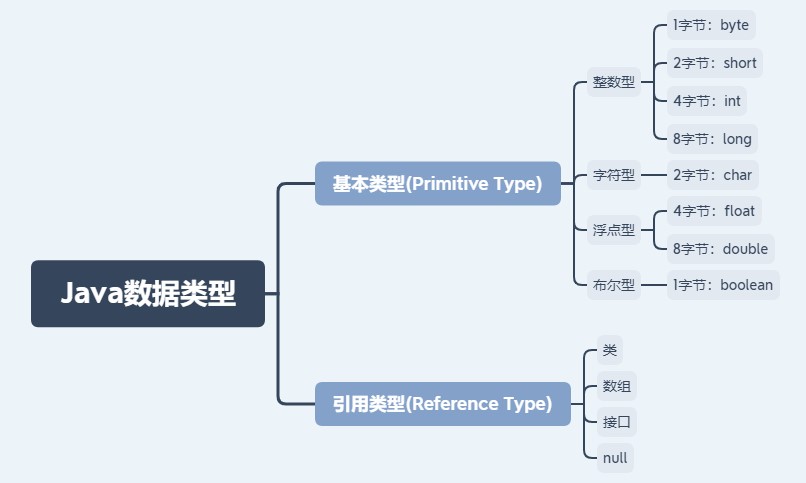 Java数据类型
基本类型(Primitive Type)
整数型
1字节：byte
2字节：short
4字节：int
8字节：long
字符型
2字节：char
浮点型
4字节：float
8字节：double
布尔型
1字节：boolean
引用类型(Reference Type)
类
数组
接口
null